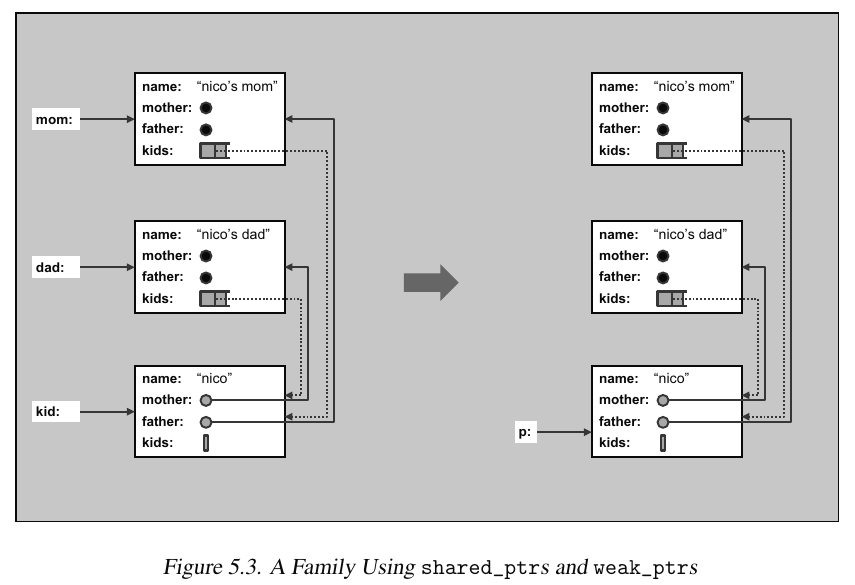 mom:
name: “nico’s mom”
mother:
father:
kids:
dad:
name: “nico’s dad”
mother:
father:
kids:
kid:
name: “nico”
mother:
father:
kids:
name: “nico’s mom”
mother:
father:
kids:
name: “nico’s dad”
mother:
father:
kids:
p:
name: “nico”
mother:
father:
kids:
Figure 5.3. A Family Using shared_ptrs and weak_ptrs